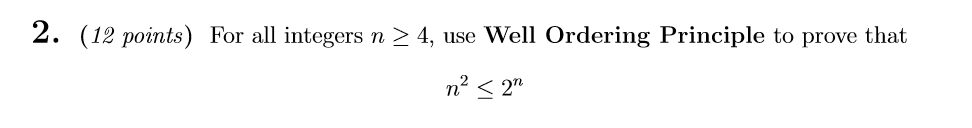 2. (12 points) For all integers n ≥ 4, use Well Ordering Principle to prove that
n² ≤ 2ⁿ